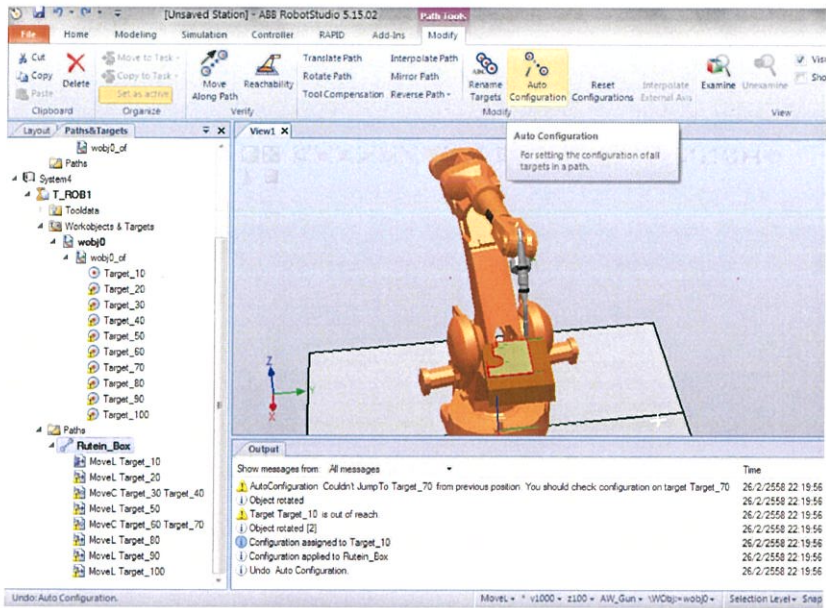 [Unsaved Station] - ABB RobotStudio 5.15.02
Path Tools
File Home Modeling Simulation Controller RAPID Add-Ins Modify
Cut
Copy
Paste
Delete
Clipboard
Move to Task
Copy to Task
Set as active
Organize
Move
Along Path
Reachability
Verify
Translate Path
Rotate Path
Tool Compensation
Interpolate Path
Mirror Path
Reverse Path
Rename
Targets
Auto
Configuration
Reset
Configurations
Interpolate
External Axis
Modify
Examine
Unexamine
View
Layout
Paths&Targets
wobj0_of
Paths
System4
T_ROB1
Tooldata
Workobjects & Targets
wobj0
wobj0_of
Target_10
Target_20
Target_30
Target_40
Target_50
Target_60
Target_70
Target_80
Target_90
Target_100
Paths
Rutein_Box
MoveL Target_10
MoveL Target_20
MoveC Target_30 Target_40
MoveL Target_50
MoveC Target_60 Target_70
MoveL Target_80
MoveL Target_90
MoveL Target_100
View1
Auto Configuration
For setting the configuration of all
targets in a path.
Z
X
Output
Show messages from: All messages
Time
AutoConfiguration Couldn't JumpTo Target_70 from previous position You should check configuration on target Target_70 26/2/2558 22:19:56
Object rotated 26/2/2558 22:19:56
Target Target_10 is out of reach 26/2/2558 22:19:56
Object rotated [2] 26/2/2558 22:19:56
Configuration assigned to Target_10 26/2/2558 22:19:56
Configuration applied to Rutein_Box 26/2/2558 22:19:56
Undo Auto Configuration. 26/2/2558 22:19:56
Undo: Auto Configuration.
MoveL * v1000 z100 AW_Gun \WObj:=wobj0 Selection Level Snap